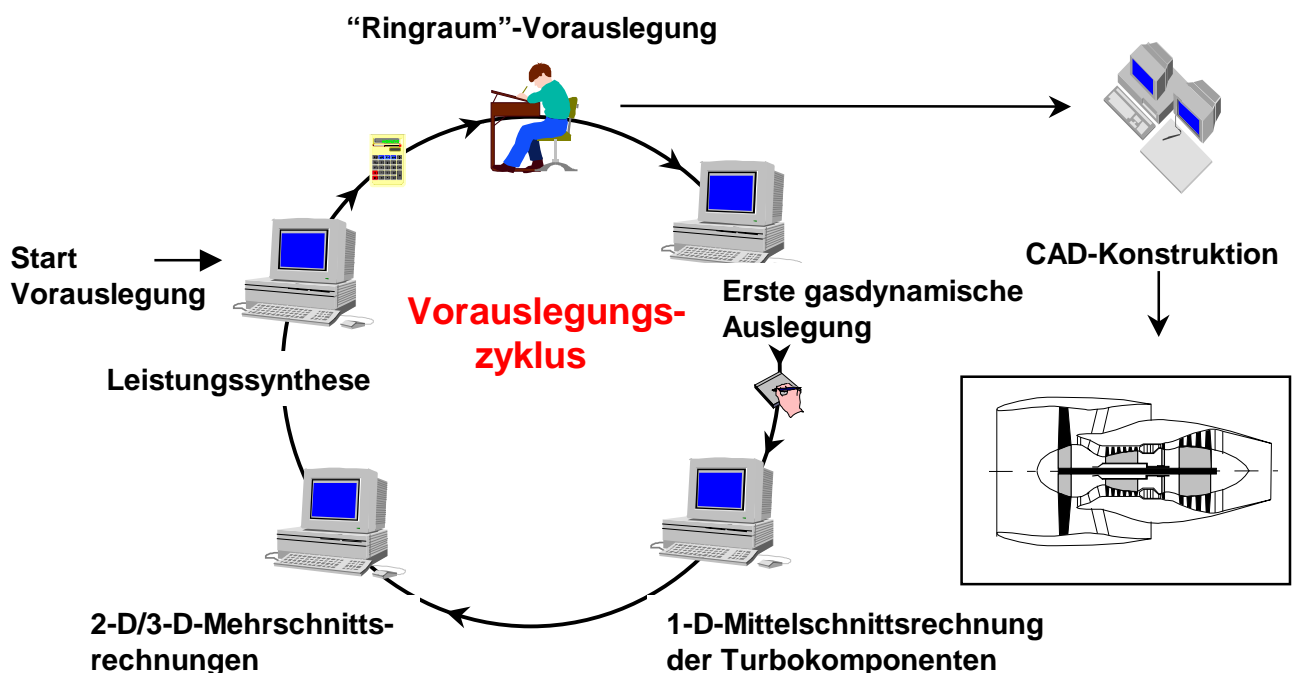 “Ringraum”-Vorauslegung
Start
Vorauslegung
CAD-Konstruktion
Erste gasdynamische
Auslegung
Vorauslegungs-
zyklus
Leistungssynthese
2-D/3-D-Mehrschnitts-
rechnungen
1-D-Mittelschnittsrechnung
der Turbokomponenten